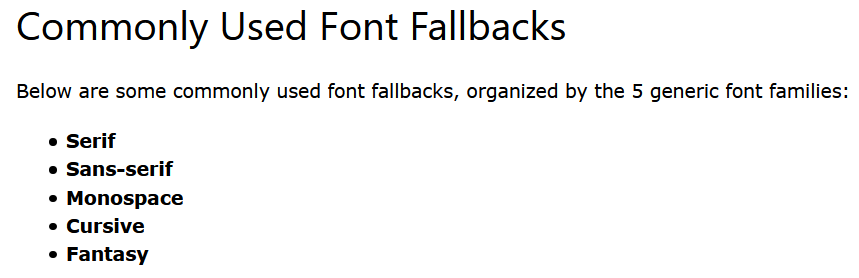 Commonly Used Font Fallbacks
Below are some commonly used font fallbacks, organized by the 5 generic font families:
• Serif
• Sans-serif
• Monospace
• Cursive
• Fantasy